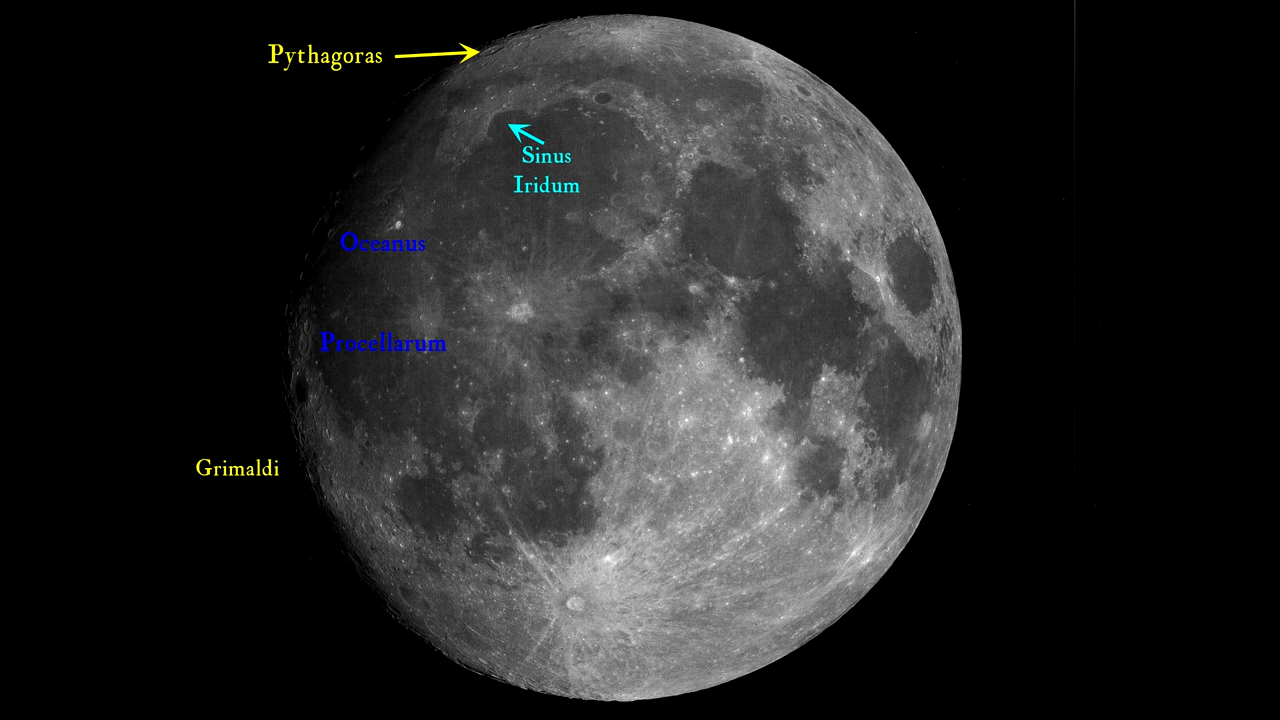 Pythagoras
Sinus
Iridum
Oceanus
Procellarum
Grimaldi